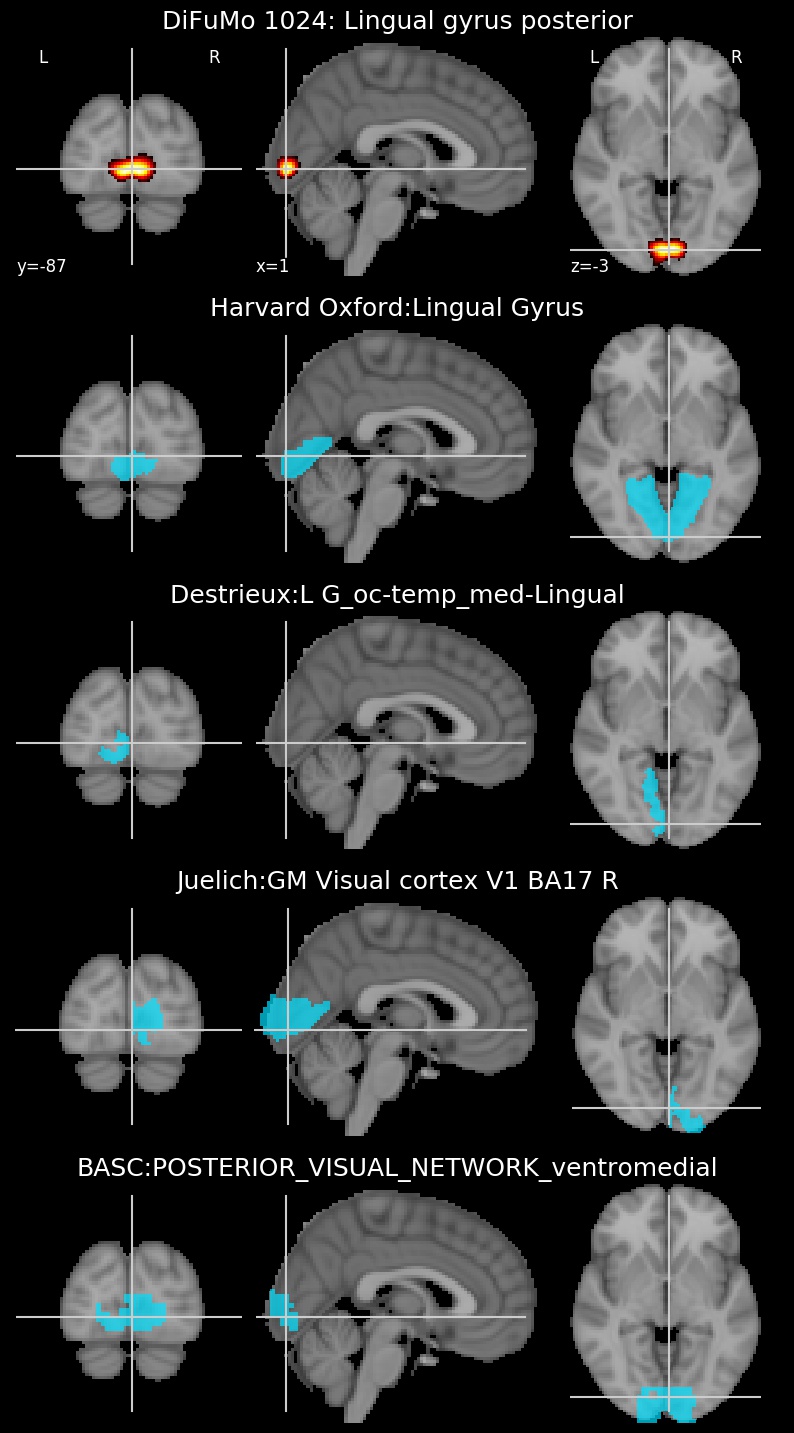 DiFuMo 1024: Lingual gyrus posterior
L R L R
y=-87 x=1 z=-3
Harvard Oxford:Lingual Gyrus
Destrieux:L G_oc-temp_med-Lingual
Juelich:GM Visual cortex V1 BA17 R
BASC:POSTERIOR_VISUAL_NETWORK_ventromedial